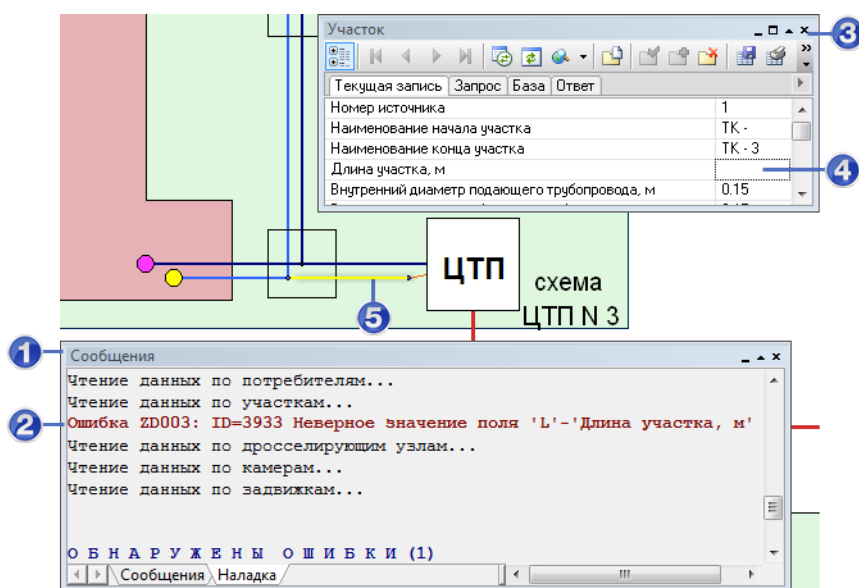 Участок
3
Текущая запись Запрос База Ответ
Номер источника 1
Наименование начала участка ТК -
Наименование конца участка ТК - 3
Длина участка, м
4
Внутренний диаметр подающего трубопровода, м 0.15
ЦТП
схема
ЦТП N 3
5
1
Сообщения
Чтение данных по потребителям...
Чтение данных по участкам...
2
Ошибка ZD003: ID=3933 Неверное значение поля 'L'-'Длина участка, м'
Чтение данных по дросселирующим узлам...
Чтение данных по камерам...
Чтение данных по задвижкам...
О Б Н А Р У Ж Е Н Ы О Ш И Б К И (1)
Сообщения Наладка